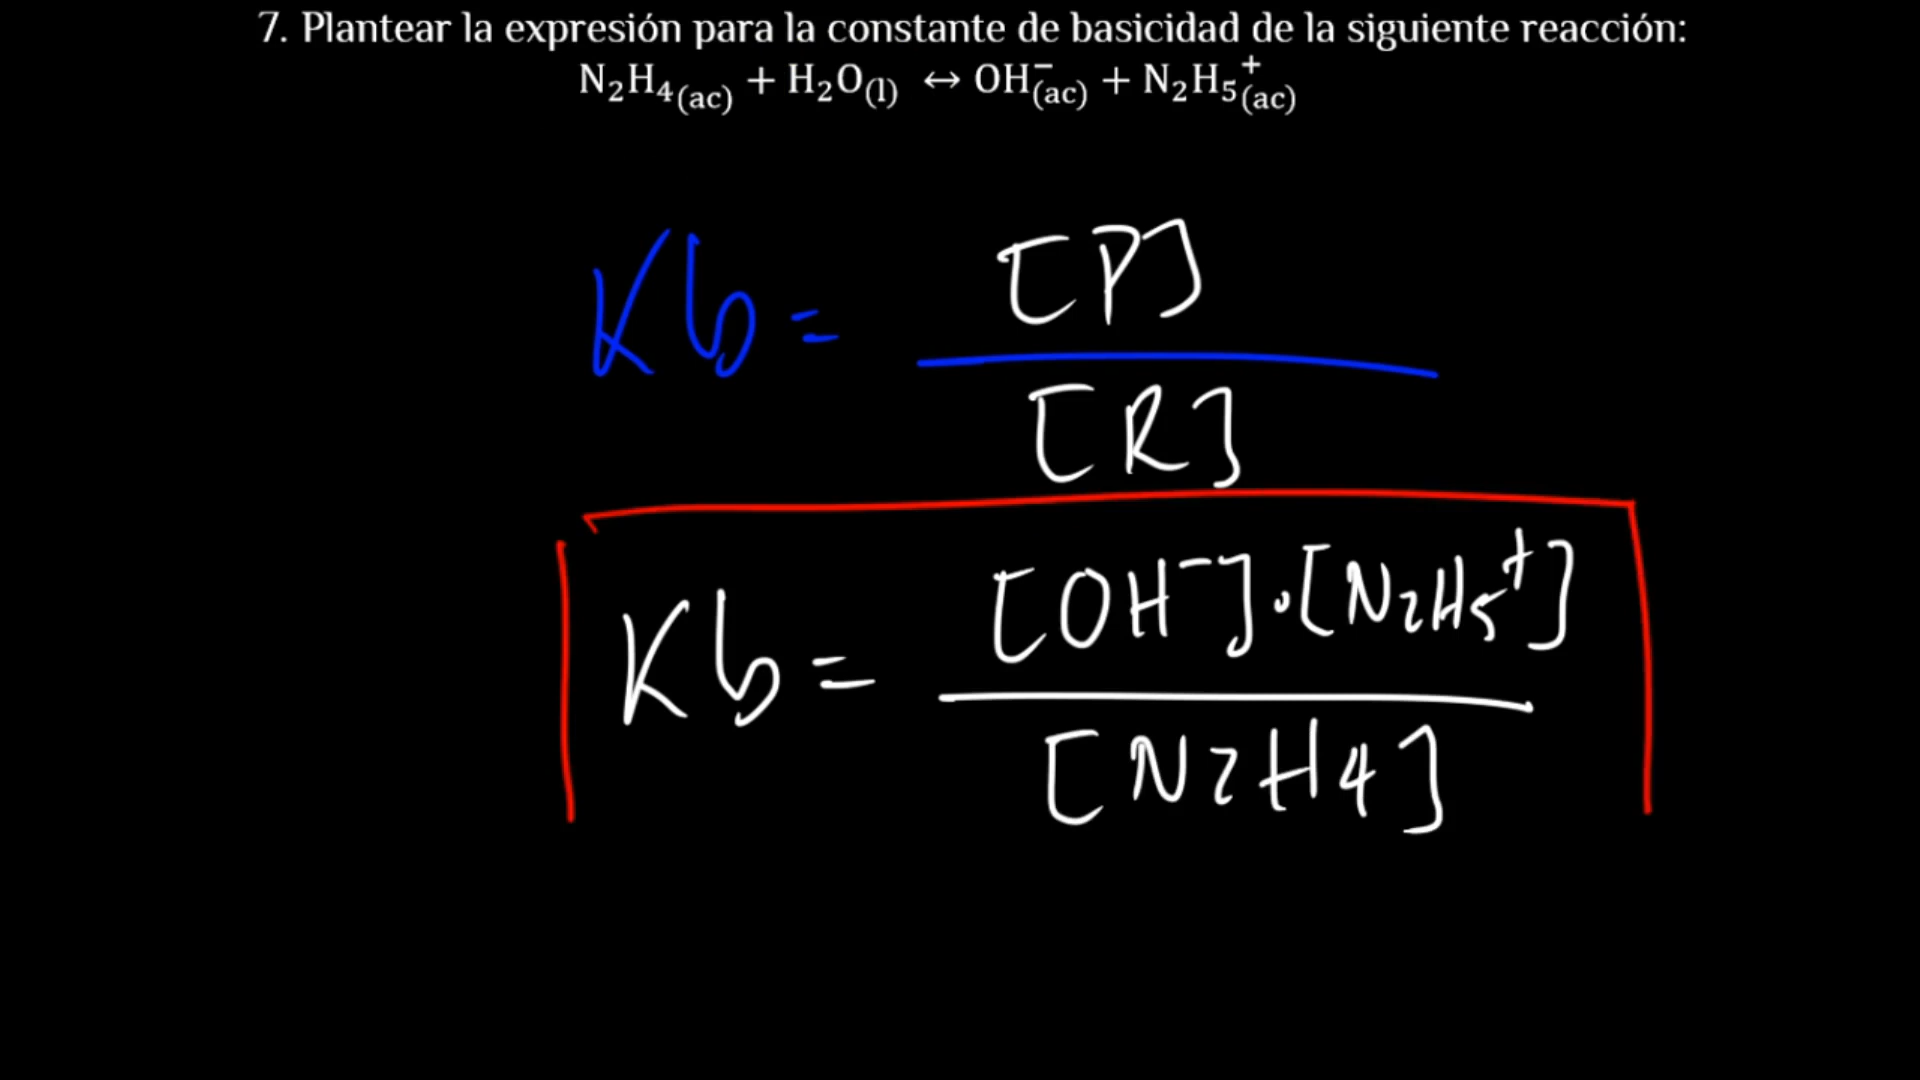 7. Plantear la expresión para la constante de basicidad de la siguiente reacción:
N₂H₄(ac) + H₂O(l) ↔ OH⁻(ac) + N₂H₅⁺(ac)
Kb = [P]
[R]
Kb = [OH⁻]·[N₂H₅⁺]
[N2H4]